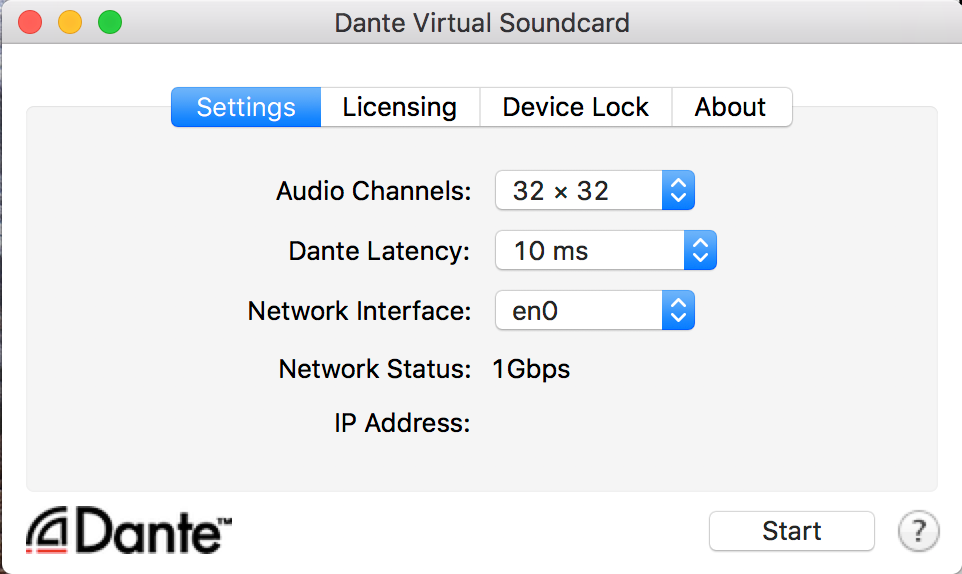 Dante Virtual Soundcard
Settings Licensing Device Lock About
Audio Channels: 32 × 32
Dante Latency: 10 ms
Network Interface: en0
Network Status: 1Gbps
IP Address:
Dante™ Start ?